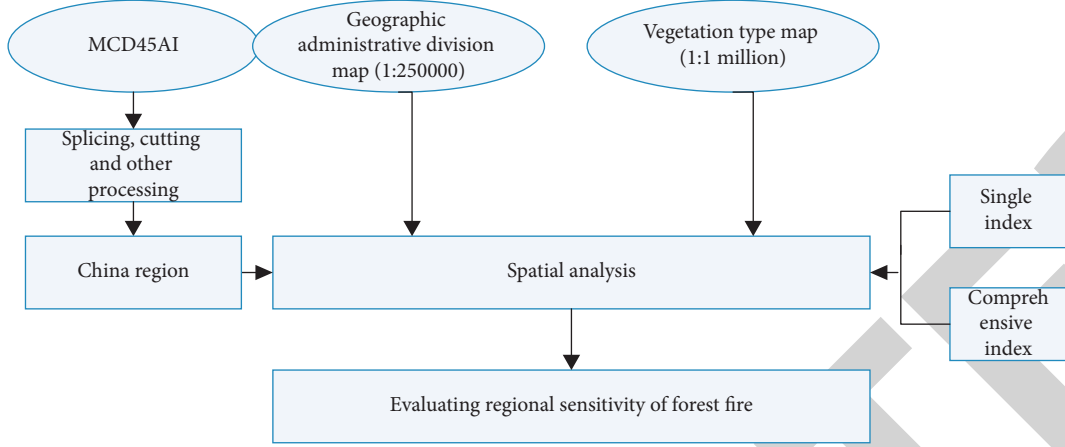 MCD45AI
Geographic
administrative division
map (1:250000)
Vegetation type map
(1:1 million)
Splicing, cutting
and other
processing
Single
index
China region
Spatial analysis
Compreh
ensive
index
Evaluating regional sensitivity of forest fire